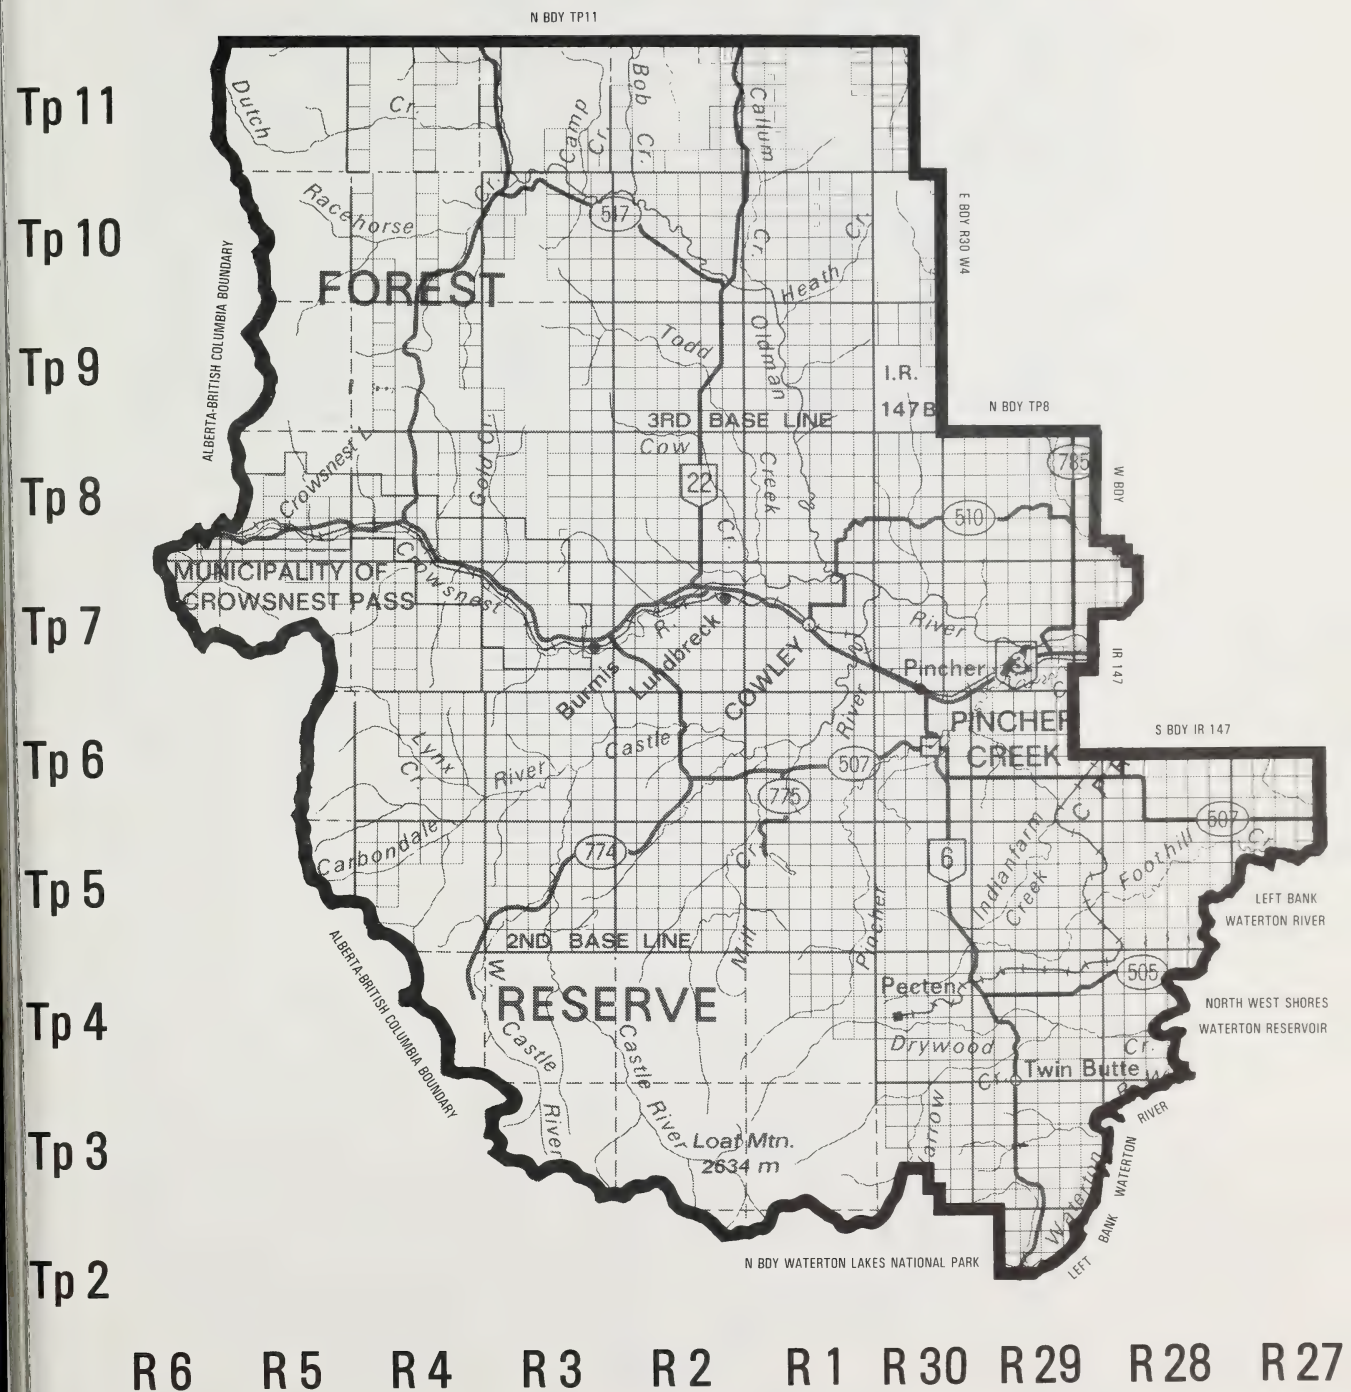 N BDY TP11
Tp 11
Dutch
Cr.
Camp
Cr.
Bob
Cr.
Callum
Cr.
Racehorse
Cr.
517
Tp 10
Heath
Cr.
E BDY R30 W4
ALBERTA-BRITISH COLUMBIA BOUNDARY
FOREST
Tp 9
Todd
Oldman
I.R.
147B
N BDY TP8
3RD BASE LINE
Cow
Creek
Cr.
22
Gold Cr.
Crowsnest L.
785
W BDY
Tp 8
510
MUNICIPALITY OF
CROWSNEST PASS
Crowsnest
R.
Tp 7
River
Burmis
Lundbreck
COWLEY
Pincher
3
IR 147
C
PINCHER
CREEK
S BDY IR 147
Tp 6
Lynx
Cr.
River
Castle
River
507
775
507
C P R
Carbondale
774
Cr.
6
Indianfarm
Creek
Foothill
Cr.
Tp 5
LEFT BANK
WATERTON RIVER
2ND BASE LINE
Mill
Pincher
ALBERTA-BRITISH COLUMBIA BOUNDARY
W.
RESERVE
Pecten
505
NORTH WEST SHORES
WATERTON RESERVOIR
Tp 4
Castle
River
Castle River
Drywood
Cr.
Twin Butte
Cr.
RIVER
Tp 3
Loaf Mtn.
2634 m
Yarrow
Waterton
LEFT BANK WATERTON
N BDY WATERTON LAKES NATIONAL PARK
Tp 2
R 6 R 5 R 4 R 3 R 2 R 1 R 30 R 29 R 28 R 27